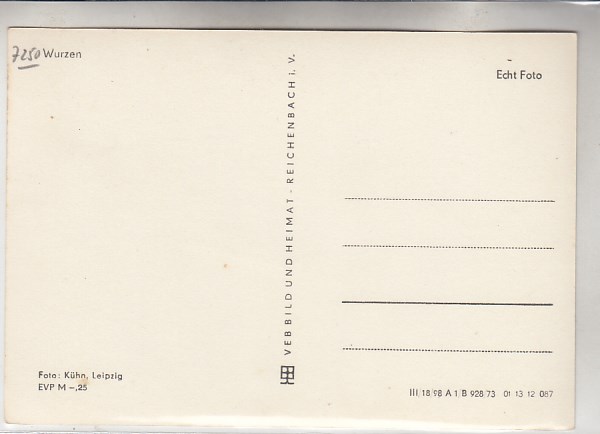 7250 Wurzen
Echt Foto
VEB BILD UND HEIMAT · REICHENBACH i. V.
Foto: Kühn, Leipzig
EVP M –,25
III 18 98 A 1 B 928 73 01 13 12 087